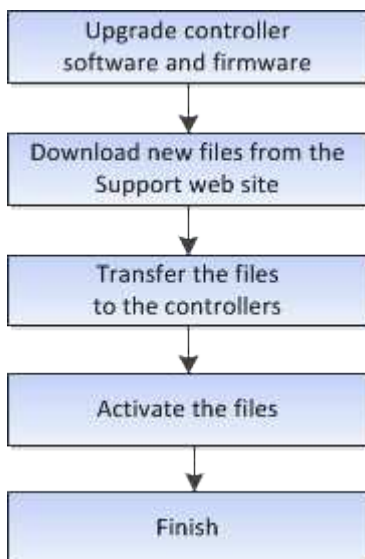 Upgrade controller
software and firmware
Download new files from the
Support web site
Transfer the files
to the controllers
Activate the files
Finish